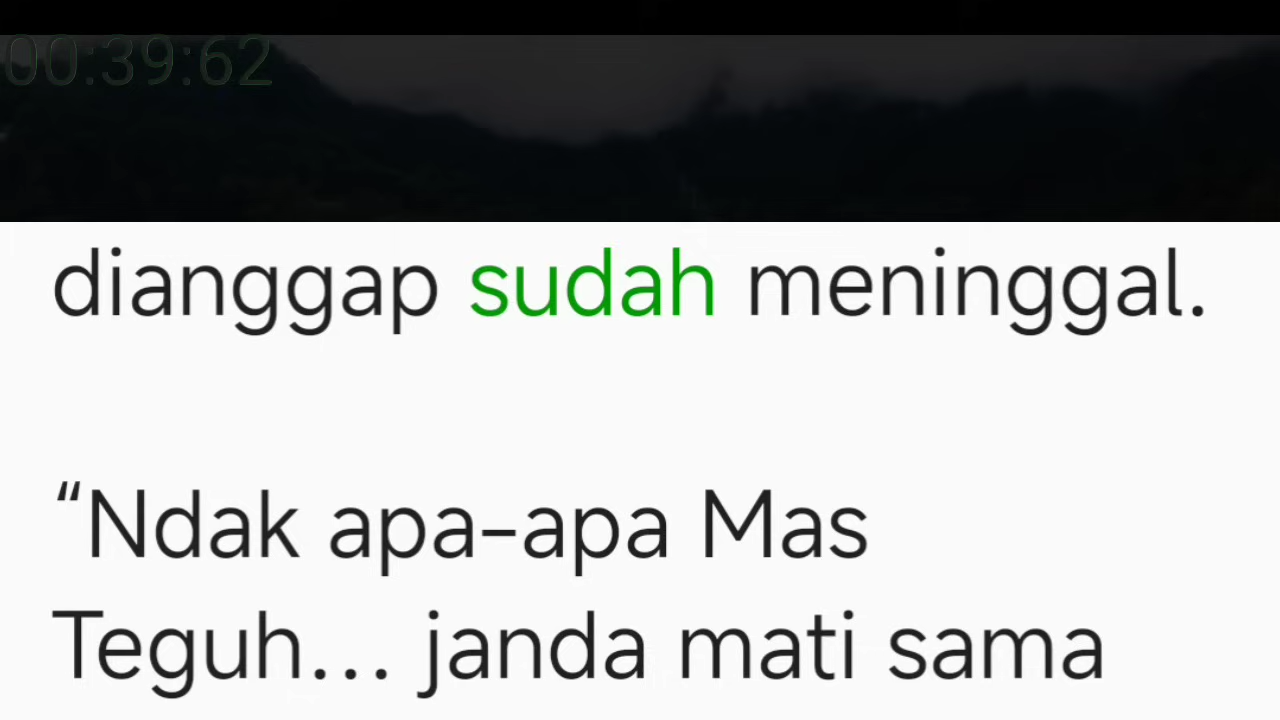 00:39:62
dianggap sudah meninggal.
“Ndak apa-apa Mas
Teguh... janda mati sama